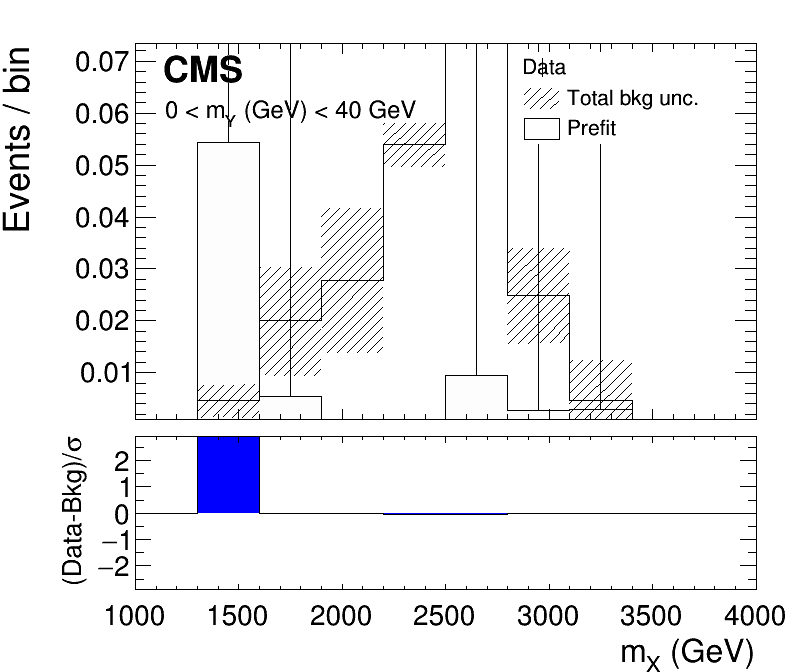 Events / bin
0.07
0.06
0.05
0.04
0.03
0.02
0.01
CMS
0 < m_Y (GeV) < 40 GeV
Data
Total bkg unc.
Prefit
(Data-Bkg)/σ
2
1
0
−1
−2
1000 1500 2000 2500 3000 3500 4000
m_X (GeV)